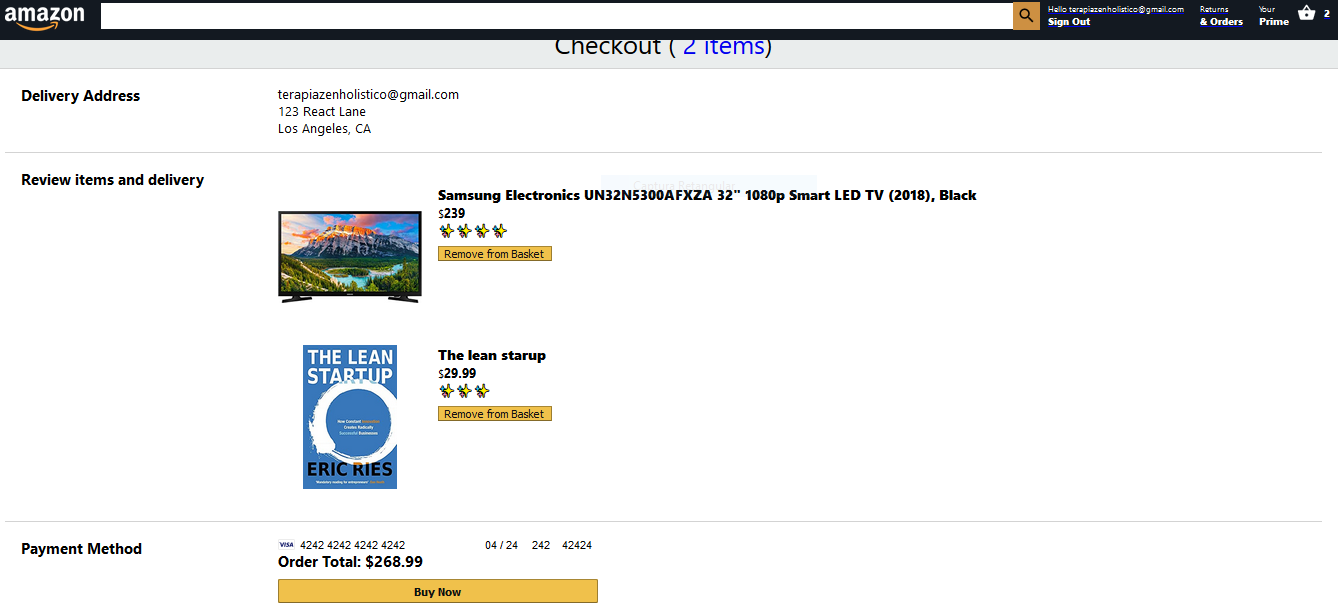 amazon
Hello terapiazenholistico@gmail.com
Sign Out
Returns
& Orders
Your
Prime
2
Checkout ( 2 items)
Delivery Address
terapiazenholistico@gmail.com
123 React Lane
Los Angeles, CA
Review items and delivery
Samsung Electronics UN32N5300AFXZA 32" 1080p Smart LED TV (2018), Black
$239
Remove from Basket
THE LEAN
STARTUP
How Constant Innovation
Creates Radically
Successful Businesses
ERIC RIES
The lean starup
$29.99
Remove from Basket
Payment Method
VISA 4242 4242 4242 4242 04 / 24 242 42424
Order Total: $268.99
Buy Now